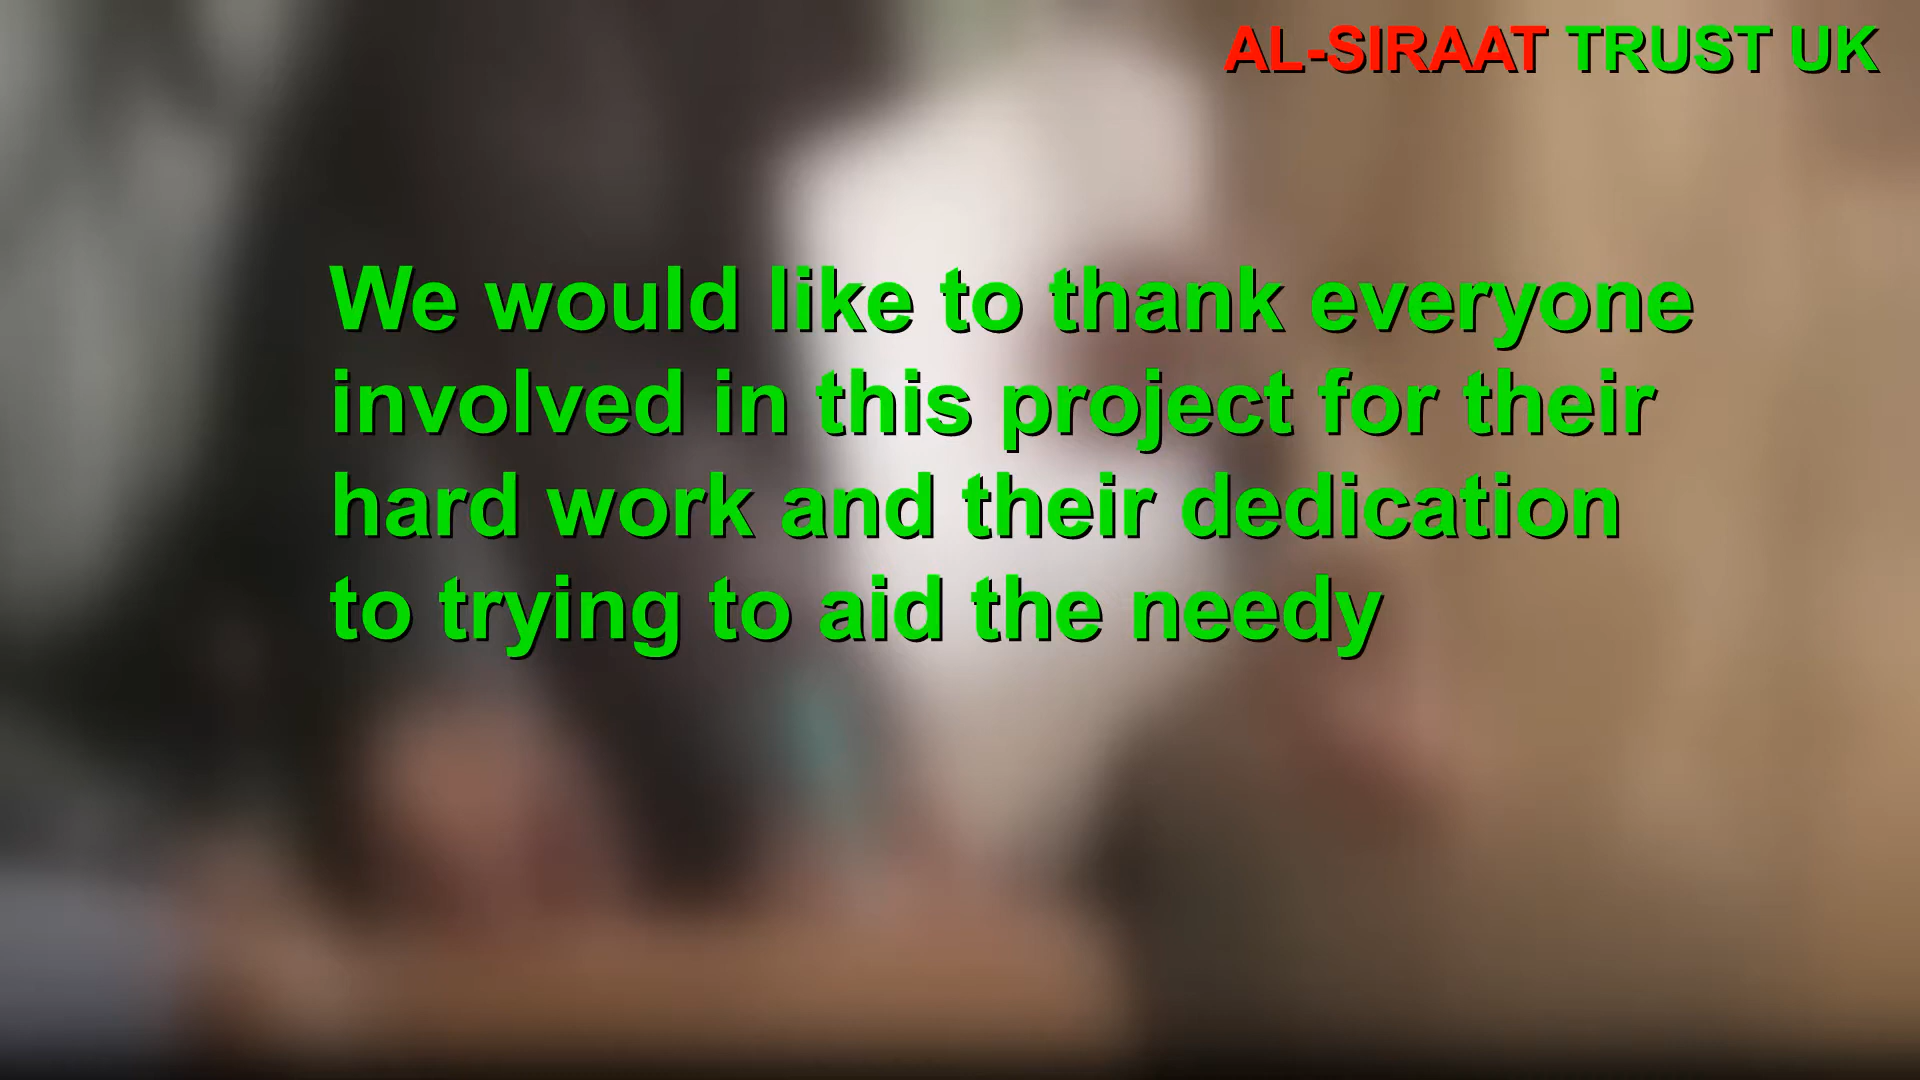 AL-SIRAAT TRUST UK
We would like to thank everyone
involved in this project for their
hard work and their dedication
to trying to aid the needy